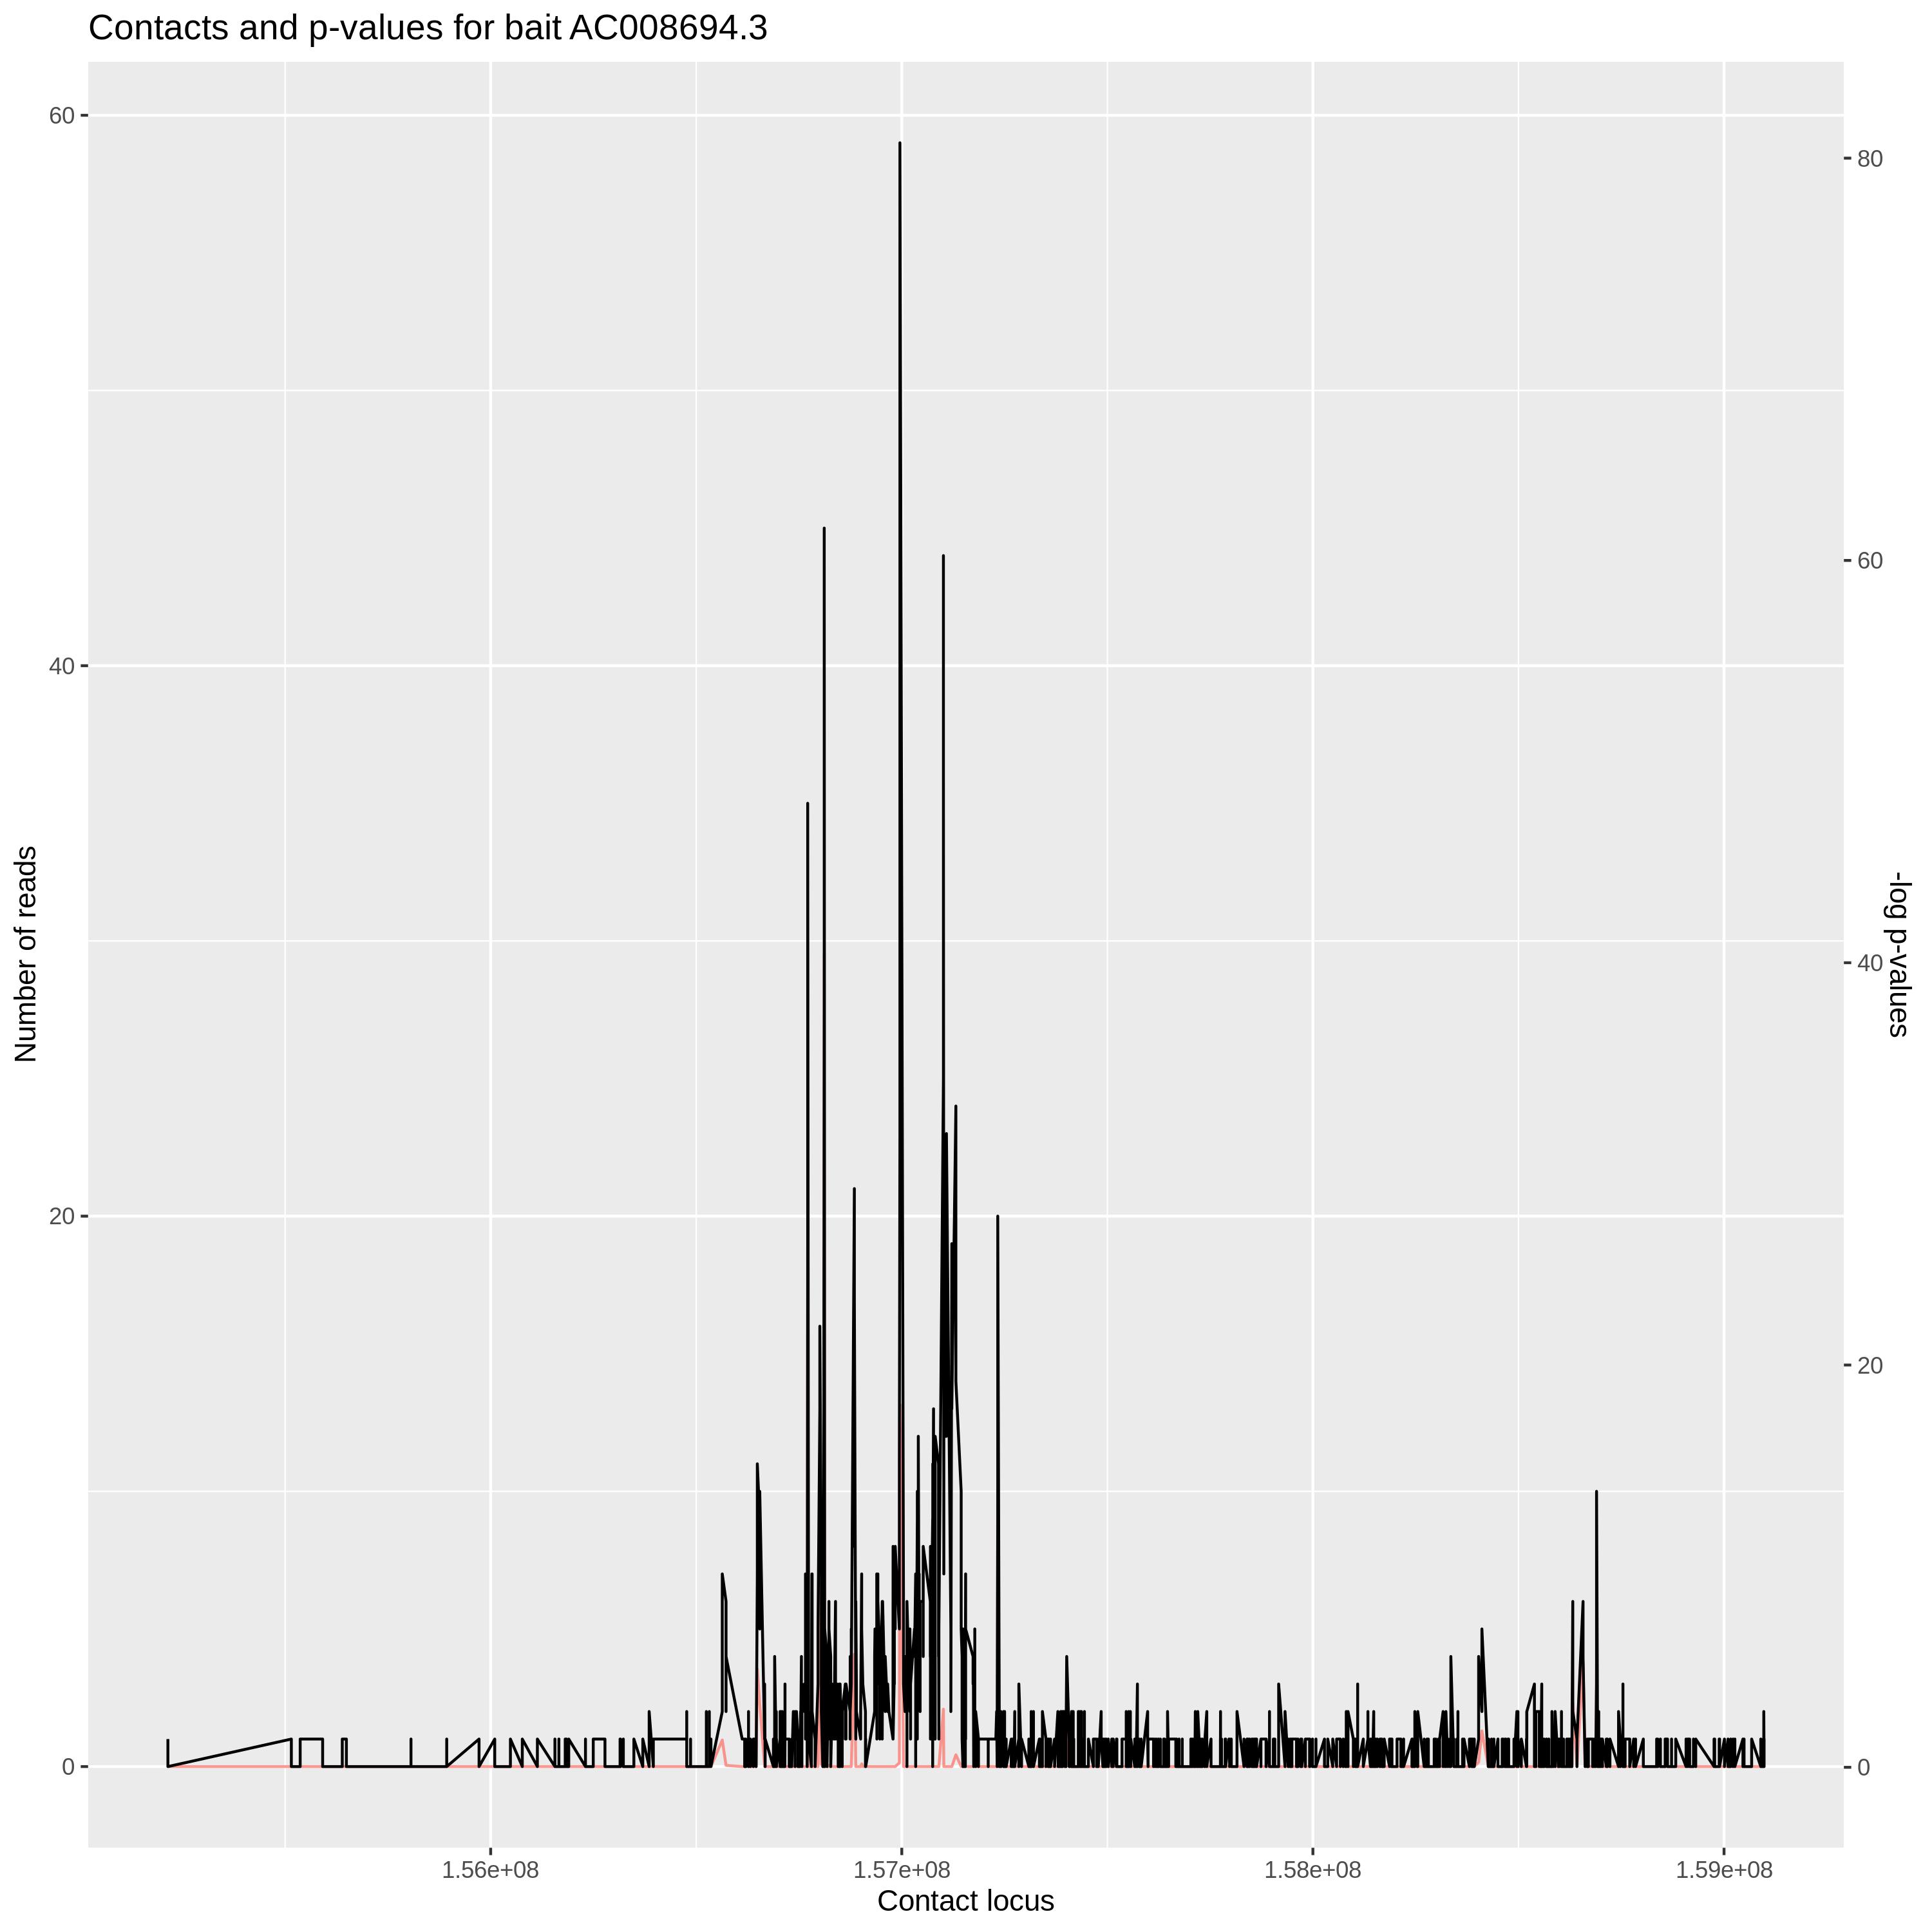 Contacts and p-values for bait AC008694.3
60
40
20
0
Number of reads
80
60
40
20
0
-log p-values
1.56e+08
1.57e+08
1.58e+08
1.59e+08
Contact locus